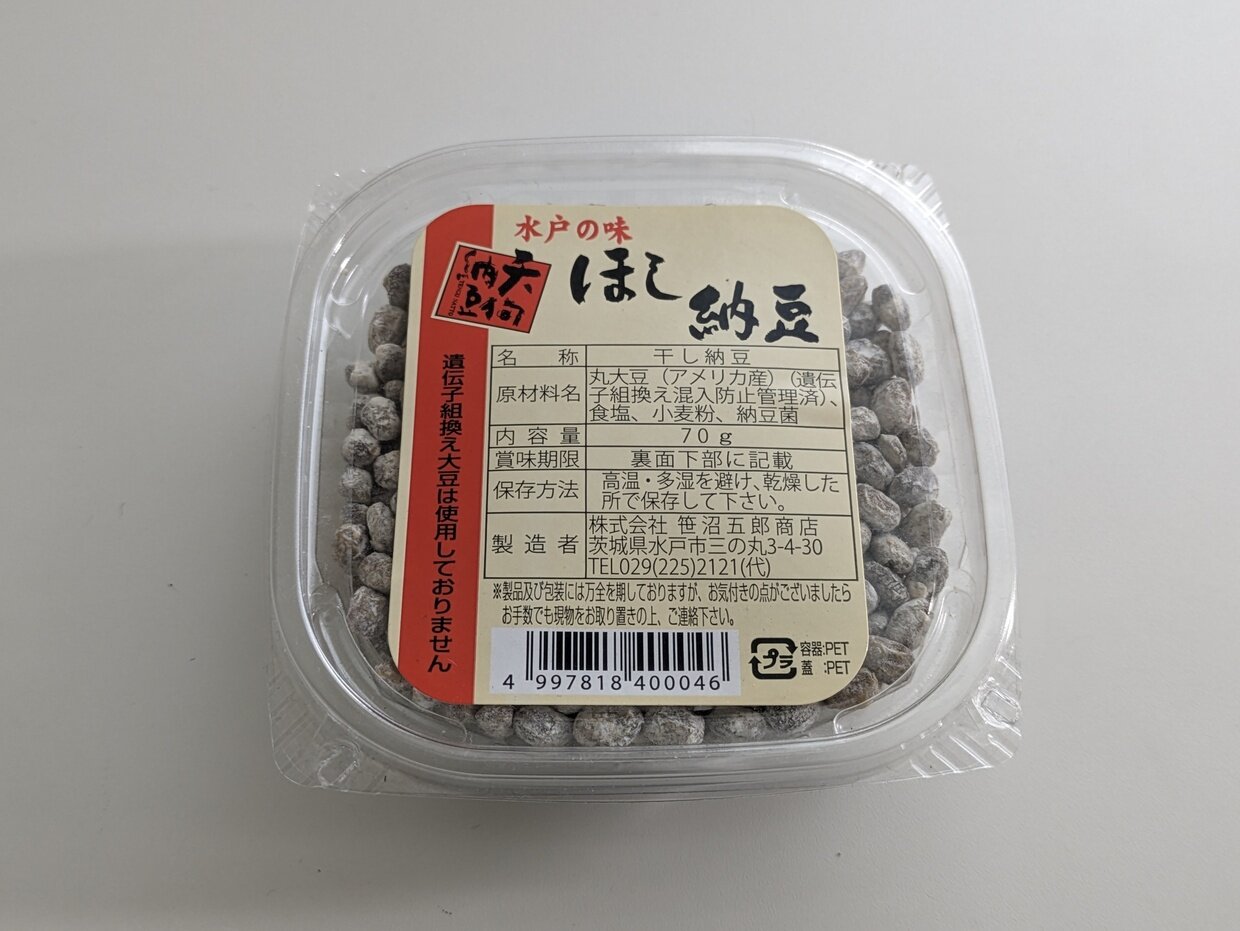 水戸の味
天狗
納豆
ほし
納豆
遺伝子組換え大豆は使用しておりません
名称 干し納豆
原材料名 丸大豆（アメリカ産）（遺伝
子組換え混入防止管理済）、
食塩、小麦粉、納豆菌
内容量 70g
賞味期限 裏面下部に記載
保存方法 高温・多湿を避け、乾燥した
所で保存して下さい。
製造者 株式会社 笹沼五郎商店
茨城県水戸市三の丸3-4-30
TEL029(225)2121(代)
※製品及び包装には万全を期しておりますが、お気付きの点がございましたら
お手数でも現物をお取り置きの上、ご連絡下さい。
4 997818 400046
プラ
容器:PET
蓋 :PET